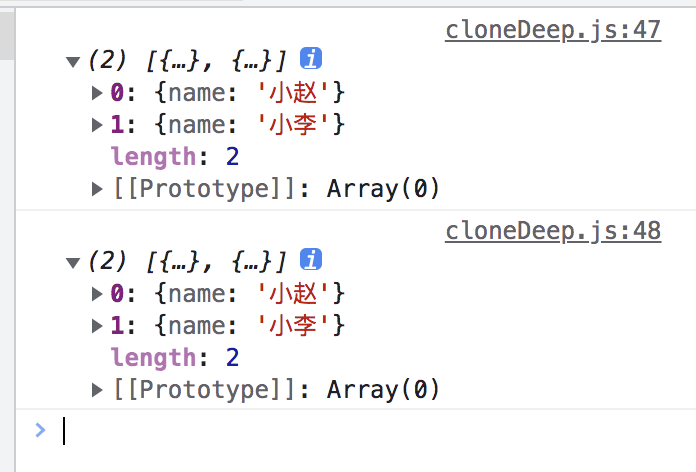 cloneDeep.js:47
▼(2) [{…}, {…}] i
▶0: {name: '小赵'}
▶1: {name: '小李'}
length: 2
▶[[Prototype]]: Array(0)
cloneDeep.js:48
▼(2) [{…}, {…}] i
▶0: {name: '小赵'}
▶1: {name: '小李'}
length: 2
▶[[Prototype]]: Array(0)
>